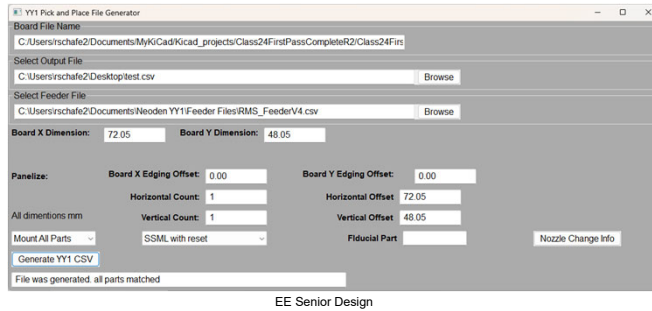 YY1 Pick and Place File Generator
Board File Name
C:/Users/rschafe2/Documents/MyKiCad/Kicad_projects/Class24FirstPassCompleteR2/Class24Firs
Select Output File
C:\Users\rschafe2\Desktop\test.csv Browse
Select Feeder File
C:\Users\rschafe2\Documents\Neoden YY1\Feeder Files\RMS_FeederV4.csv Browse
Board X Dimension: 72.05 Board Y Dimension: 48.05
Panelize: Board X Edging Offset: 0.00 Board Y Edging Offset: 0.00
Horizontal Count: 1 Horizontal Offset 72.05
All dimentions mm Vertical Count: 1 Vertical Offset 48.05
Mount All Parts SSML with reset Fiducial Part Nozzle Change Info
Generate YY1 CSV
File was generated. all parts matched
EE Senior Design